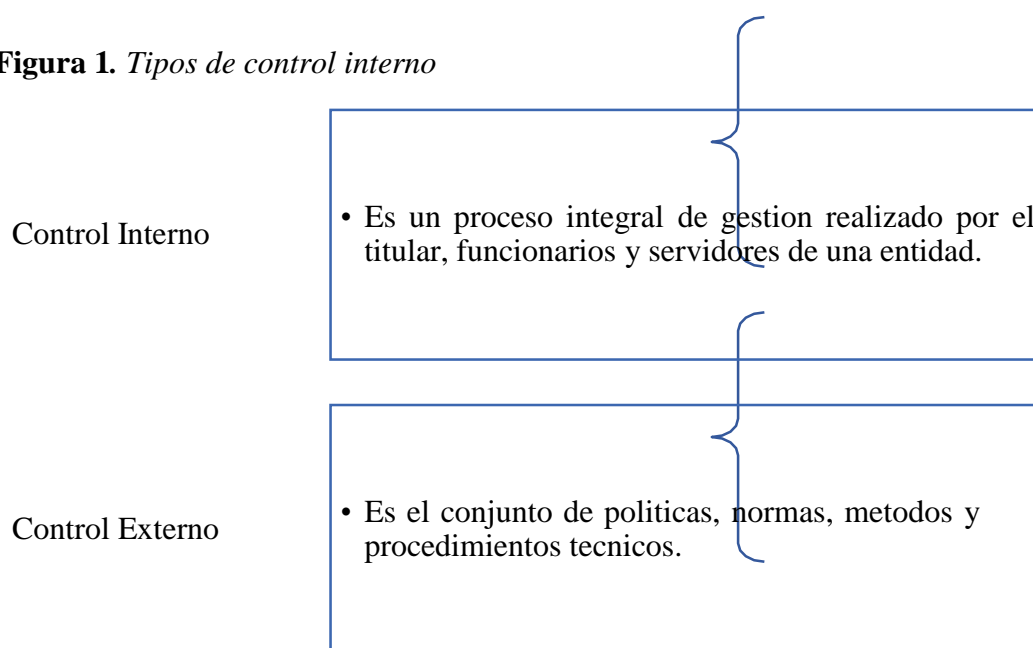 Figura 1. Tipos de control interno
Control Interno
• Es un proceso integral de gestion realizado por el
titular, funcionarios y servidores de una entidad.
Control Externo
• Es el conjunto de politicas, normas, metodos y
procedimientos tecnicos.